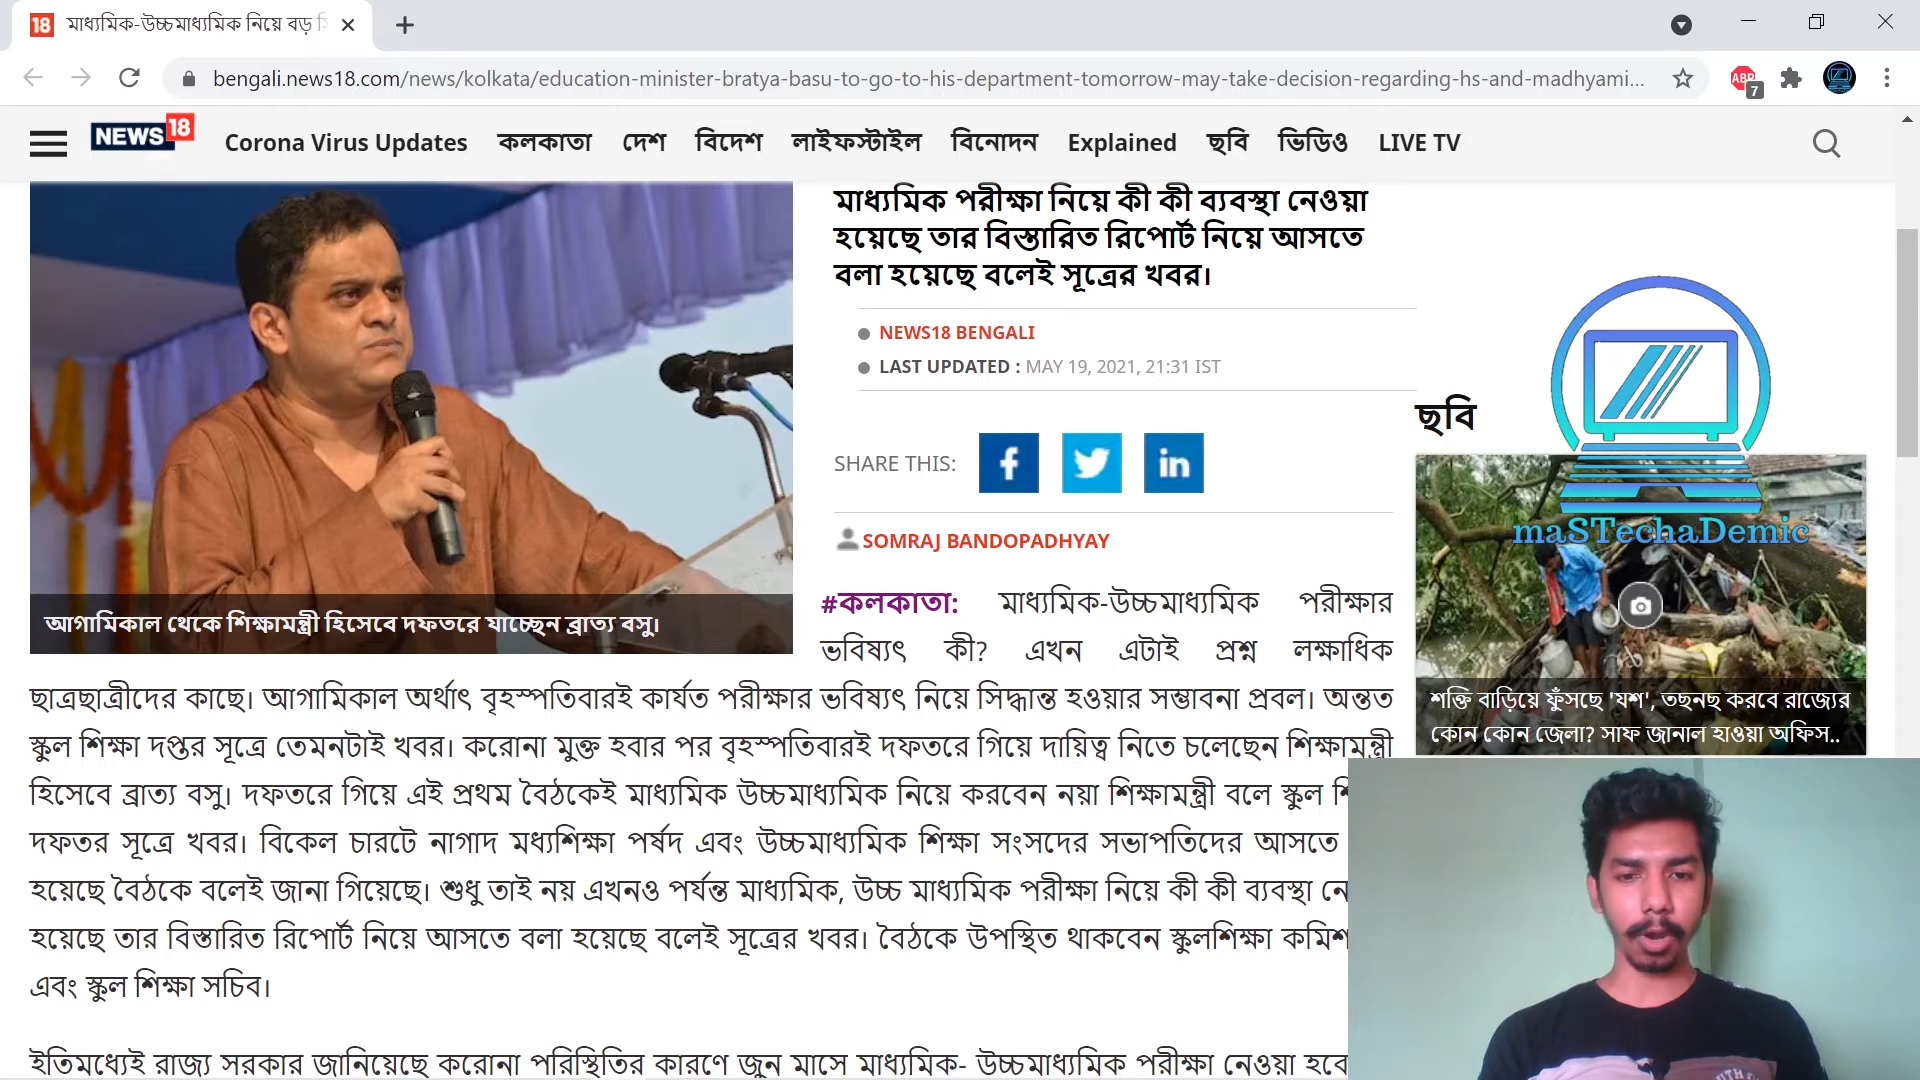 18 মাধ্যমিক-উচ্চমাধ্যমিক নিয়ে বড়
bengali.news18.com/news/kolkata/education-minister-bratya-basu-to-go-to-his-department-tomorrow-may-take-decision-regarding-hs-and-madhyami...
ABP 7
NEWS 18 Corona Virus Updates কলকাতা দেশ বিদেশ লাইফস্টাইল বিনোদন Explained ছবি ভিডিও LIVE TV
আগামিকাল থেকে শিক্ষামন্ত্রী হিসেবে দফতরে যাচ্ছেন ব্রাত্য বসু।
মাধ্যমিক পরীক্ষা নিয়ে কী কী ব্যবস্থা নেওয়া
হয়েছে তার বিস্তারিত রিপোর্ট নিয়ে আসতে
বলা হয়েছে বলেই সূত্রের খবর।
NEWS18 BENGALI
LAST UPDATED : MAY 19, 2021, 21:31 IST
SHARE THIS:
SOMRAJ BANDOPADHYAY
#কলকাতা: মাধ্যমিক-উচ্চমাধ্যমিক পরীক্ষার
ভবিষ্যৎ কী? এখন এটাই প্রশ্ন লক্ষাধিক
ছাত্রছাত্রীদের কাছে। আগামিকাল অর্থাৎ বৃহস্পতিবারই কার্যত পরীক্ষার ভবিষ্যৎ নিয়ে সিদ্ধান্ত হওয়ার সম্ভাবনা প্রবল। অন্তত
স্কুল শিক্ষা দপ্তর সূত্রে তেমনটাই খবর। করোনা মুক্ত হবার পর বৃহস্পতিবারই দফতরে গিয়ে দায়িত্ব নিতে চলেছেন শিক্ষামন্ত্রী
হিসেবে ব্রাত্য বসু। দফতরে গিয়ে এই প্রথম বৈঠকেই মাধ্যমিক উচ্চমাধ্যমিক নিয়ে করবেন নয়া শিক্ষামন্ত্রী বলে স্কুল
দফতর সূত্রে খবর। বিকেল চারটে নাগাদ মধ্যশিক্ষা পর্ষদ এবং উচ্চমাধ্যমিক শিক্ষা সংসদের সভাপতিদের আসতে
হয়েছে বৈঠকে বলেই জানা গিয়েছে। শুধু তাই নয় এখনও পর্যন্ত মাধ্যমিক, উচ্চ মাধ্যমিক পরীক্ষা নিয়ে কী কী ব্যবস্থা
হয়েছে তার বিস্তারিত রিপোর্ট নিয়ে আসতে বলা হয়েছে বলেই সূত্রের খবর। বৈঠকে উপস্থিত থাকবেন স্কুলশিক্ষা
এবং স্কুল শিক্ষা সচিব।
ইতিমধ্যেই রাজ্য সরকার জানিয়েছে করোনা পরিস্থিতির কারণে জুন মাসে মাধ্যমিক- উচ্চমাধ্যমিক পরীক্ষা নেওয়া
ছবি
maSTechaDemic
শক্তি বাড়িয়ে ফুঁসছে 'যশ', তছনছ করবে রাজ্যের
কোন কোন জেলা? সাফ জানাল হাওয়া অফিস..